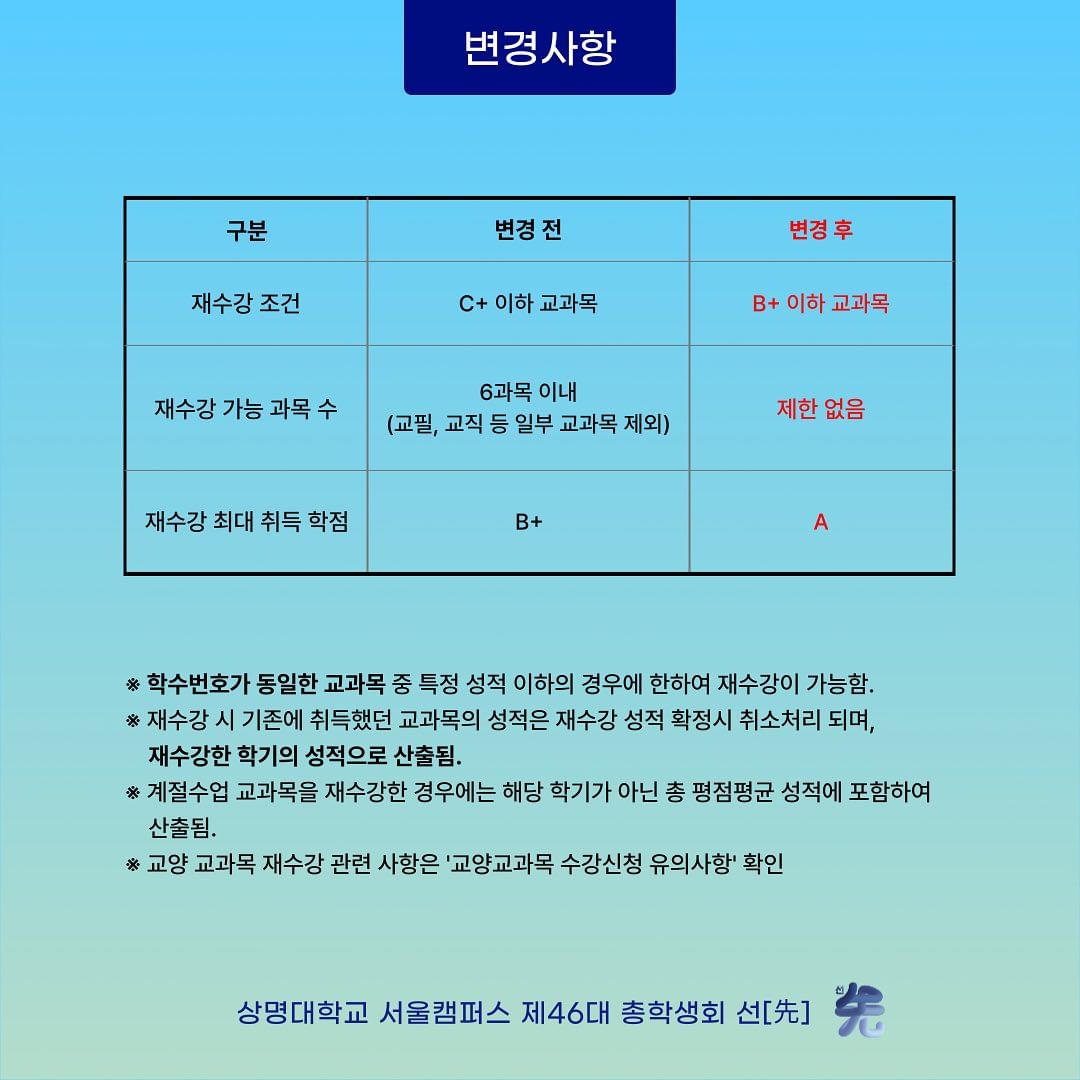 변경사항
구분
변경 전
변경 후
재수강 조건
C+ 이하 교과목
B+ 이하 교과목
재수강 가능 과목 수
6과목 이내
(교필, 교직 등 일부 교과목 제외)
제한 없음
재수강 최대 취득 학점
B+
A
※ 학수번호가 동일한 교과목 중 특정 성적 이하의 경우에 한하여 재수강이 가능함.
※ 재수강 시 기존에 취득했던 교과목의 성적은 재수강 성적 확정시 취소처리 되며,
재수강한 학기의 성적으로 산출됨.
※ 계절수업 교과목을 재수강한 경우에는 해당 학기가 아닌 총 평점평균 성적에 포함하여
산출됨.
※ 교양 교과목 재수강 관련 사항은 '교양교과목 수강신청 유의사항' 확인
상명대학교 서울캠퍼스 제46대 총학생회 선[先]
선 先